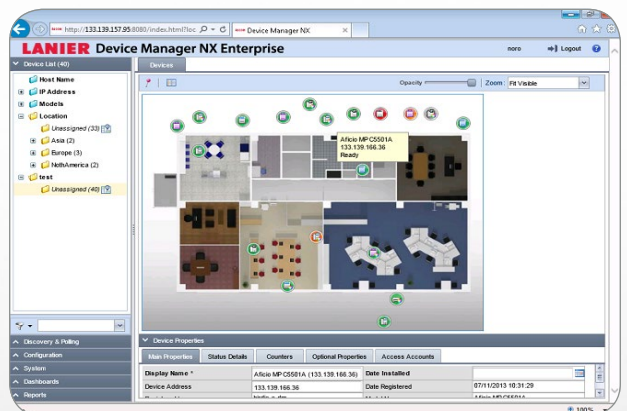 http://133.139.157.95:8080/index.html?loc
Device Manager NX
LANIER Device Manager NX Enterprise
noro
Logout
Device List (40)
Devices
Host Name
IP Address
Models
Location
Unassigned (33)
Asia (2)
Europe (3)
NothAmerica (2)
test
Unassigned (40)
Opacity
Zoom: Fit Visible
Aficio MP C5501A
133.139.166.36
Ready
Discovery & Polling
Configuration
System
Dashboards
Reports
Device Properties
Main Properties
Status Details
Counters
Optional Properties
Access Accounts
Display Name *
Aficio MP C5501A (133.139.166.36)
Date Installed
Device Address
133.139.166.36
Date Registered
07/11/2013 10:31:29
100%